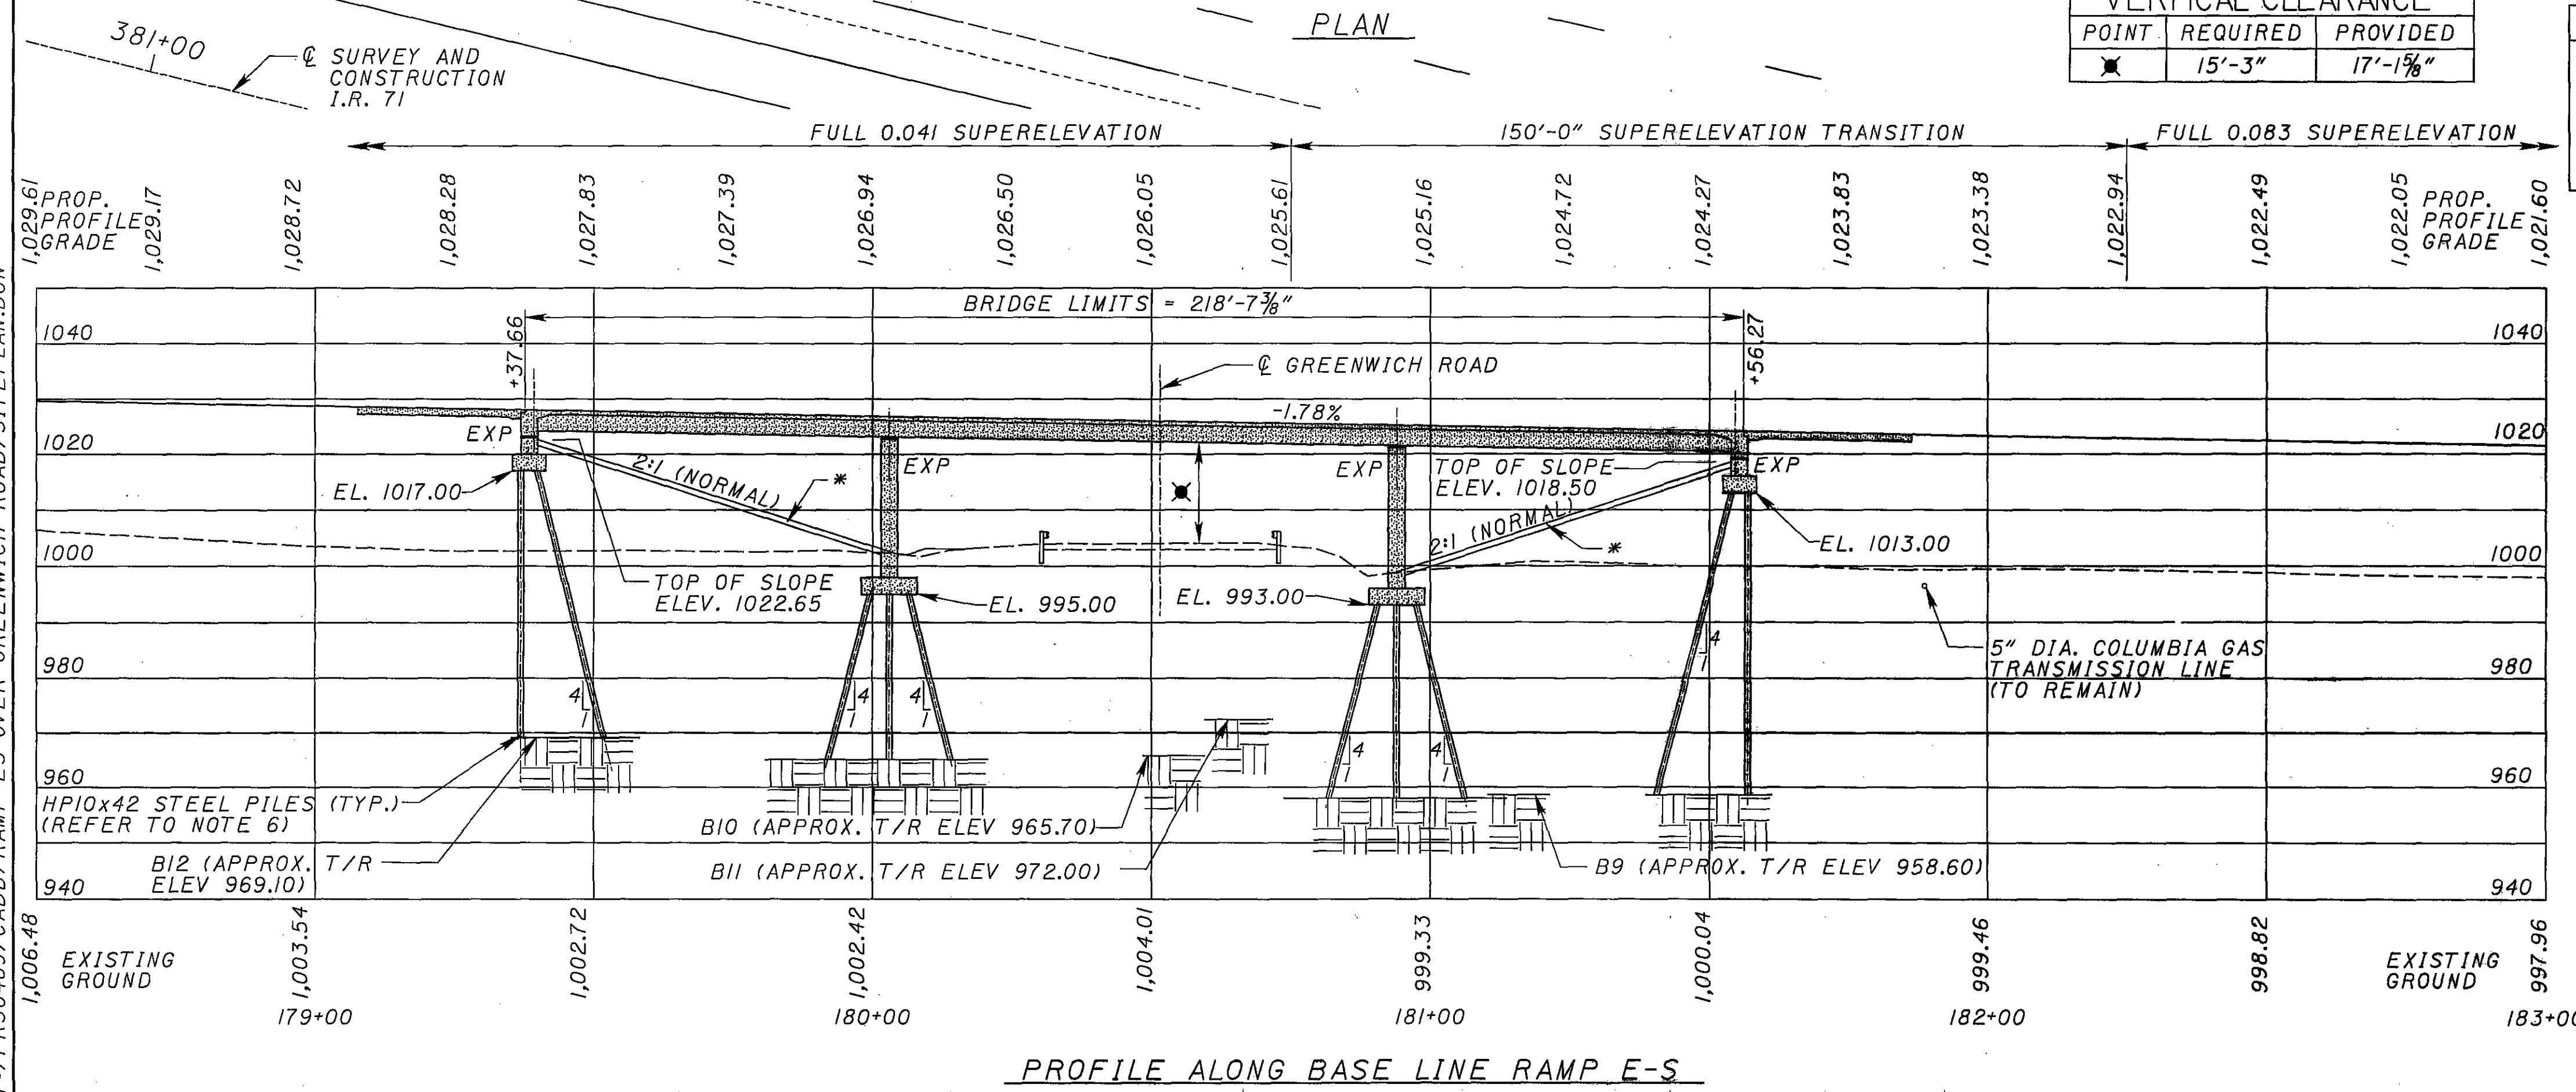 PLAN
VERTICAL CLEARANCE
POINT REQUIRED PROVIDED
15'-3" 17'-1⅝"
381+00
℄ SURVEY AND
CONSTRUCTION
I.R. 71
FULL 0.041 SUPERELEVATION
150'-0" SUPERELEVATION TRANSITION
FULL 0.083 SUPERELEVATION
PROP.
PROFILE
GRADE
1,029.61
1,029.17
1,028.72
1,028.28
1,027.83
1,027.39
1,026.94
1,026.50
1,026.05
1,025.61
1,025.16
1,024.72
1,024.27
1,023.83
1,023.38
1,022.94
1,022.49
1,022.05
1,021.60
PROP.
PROFILE
GRADE
BRIDGE LIMITS = 218'-7⅜"
1040
+37.66
+56.27
1040
℄ GREENWICH ROAD
-1.78%
1020
EXP
EXP
EXP
EXP
1020
2:1 (NORMAL)
*
TOP OF SLOPE
ELEV. 1018.50
EL. 1017.00
2:1 (NORMAL)
*
EL. 1013.00
1000
1000
TOP OF SLOPE
ELEV. 1022.65
EL. 995.00
EL. 993.00
5" DIA. COLUMBIA GAS
TRANSMISSION LINE
(TO REMAIN)
980
980
4
1
4
1
4
1
4
1
4
1
4
1
960
960
HP10x42 STEEL PILES (TYP.)
(REFER TO NOTE 6)
B10 (APPROX. T/R ELEV 965.70)
B12 (APPROX. T/R
ELEV 969.10)
B11 (APPROX. T/R ELEV 972.00)
B9 (APPROX. T/R ELEV 958.60)
940
940
1,006.48
1,003.54
1,002.72
1,002.42
1,004.01
999.33
1,000.04
999.46
998.82
997.96
EXISTING
GROUND
EXISTING
GROUND
179+00
180+00
181+00
182+00
PROFILE ALONG BASE LINE RAMP E-S